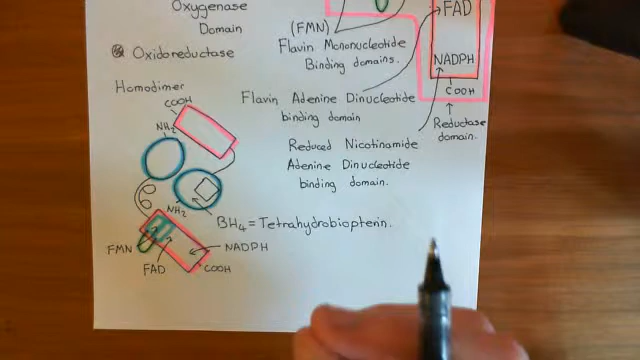 Oxygenase
Domain
Oxidoreductase
Homodimer
COOH
NH2
NH2
BH4 = Tetrahydrobiopterin.
FMN
FAD
NADPH
COOH
(FMN)
Flavin Mononucleotide
Binding domains.
Flavin Adenine Dinucleotide
binding domain
Reduced Nicotinamide
Adenine Dinucleotide
binding domain.
FAD
NADPH
COOH
Reductase
domain.